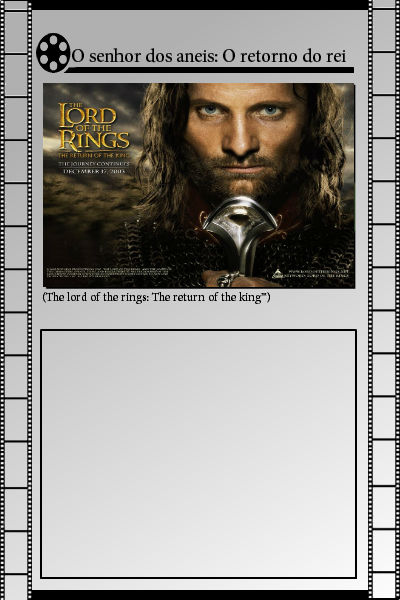 O senhor dos aneis: O retorno do rei
THE
LORD
OF THE
RINGS
THE RETURN OF THE KING
THE JOURNEY CONTINUES
DECEMBER 17, 2003
(The lord of the rings: The return of the king™)